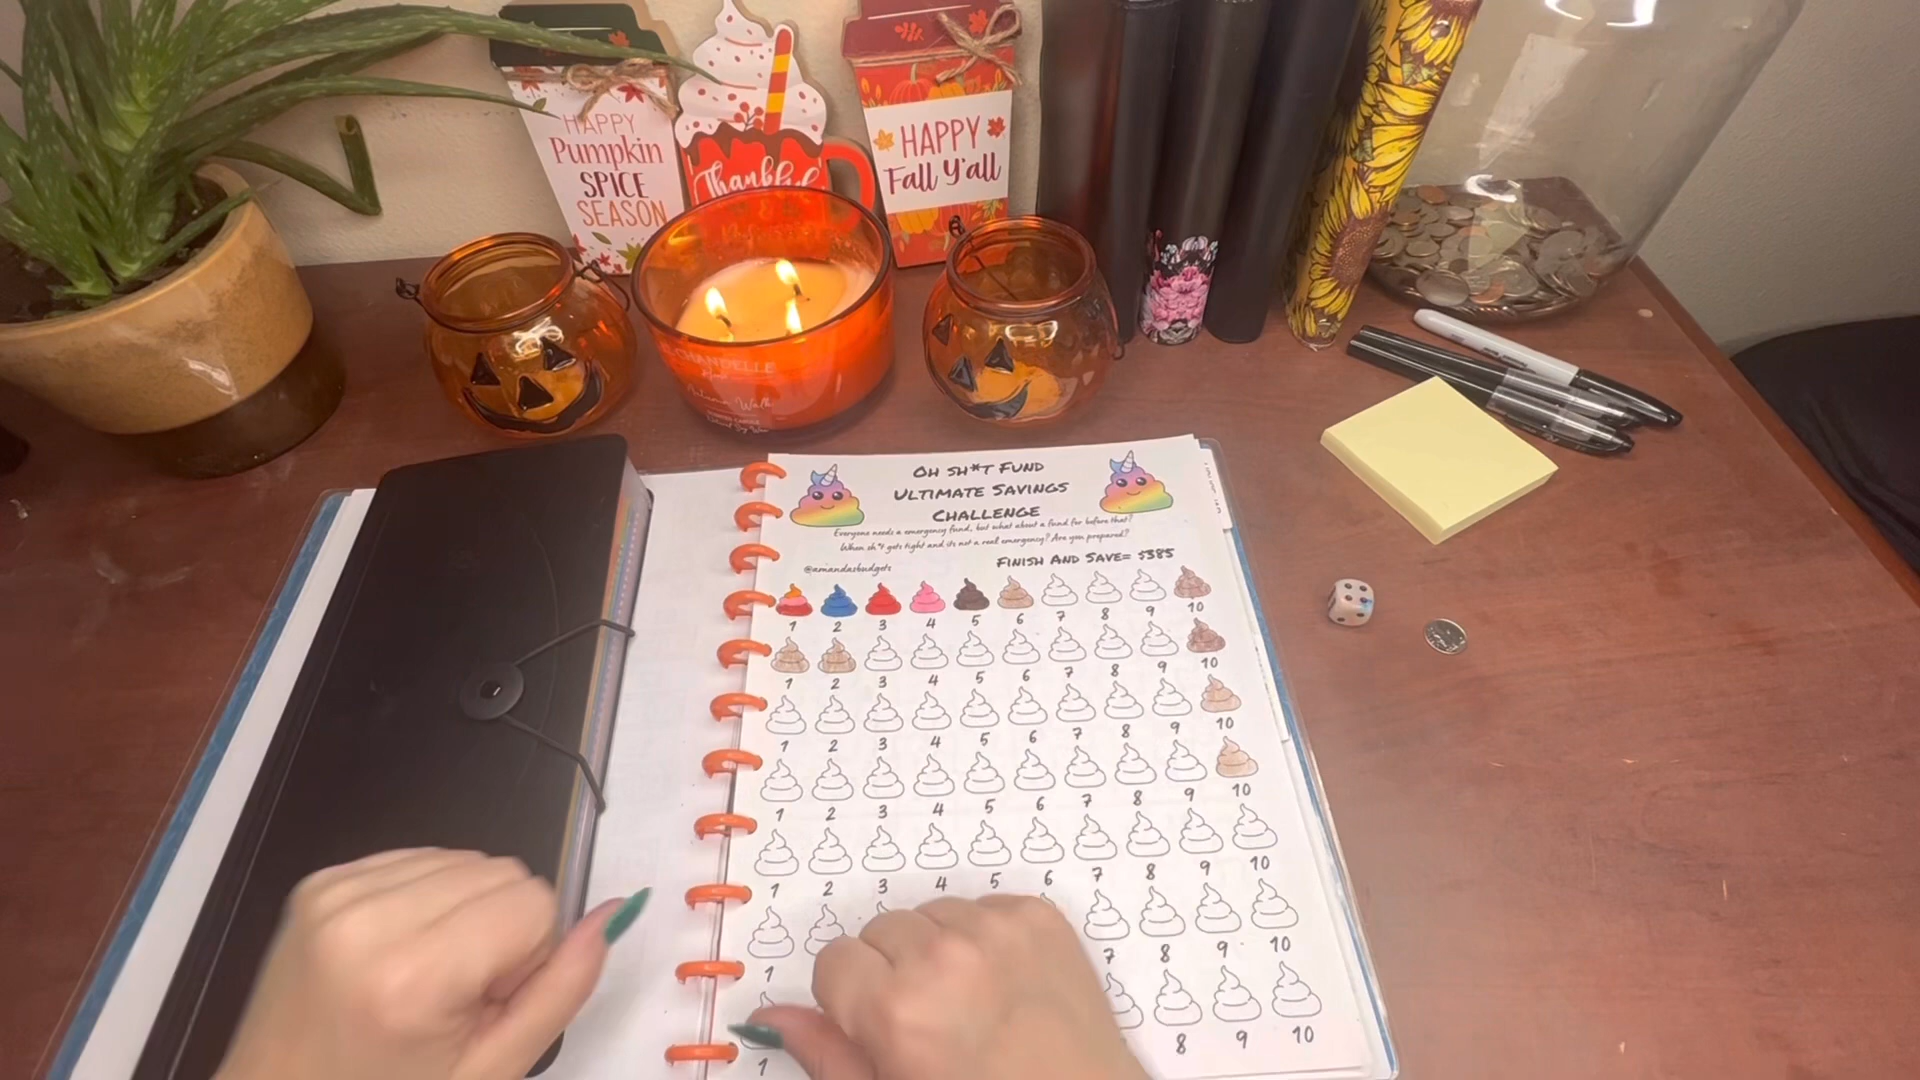 HAPPY
Pumpkin
SPICE
SEASON
Thankful
HAPPY
Fall Y'all
CHANDELLE
Autumn Walk
OH SH*T FUND
ULTIMATE SAVINGS
CHALLENGE
Everyone needs a emergency fund, but what about a fund for before that?
When sh*t gets tight and its not a real emergency? Are you prepared?
FINISH AND SAVE= $385
@amandasbudgets
1 2 3 4 5 6 7 8 9 10
1 2 3 4 5 6 7 8 9 10
1 2 3 4 5 6 7 8 9 10
1 2 3 4 5 6 7 8 9 10
1 2 3 4 5 6 7 8 9 10
1 7 8 9 10
1 8 9 10